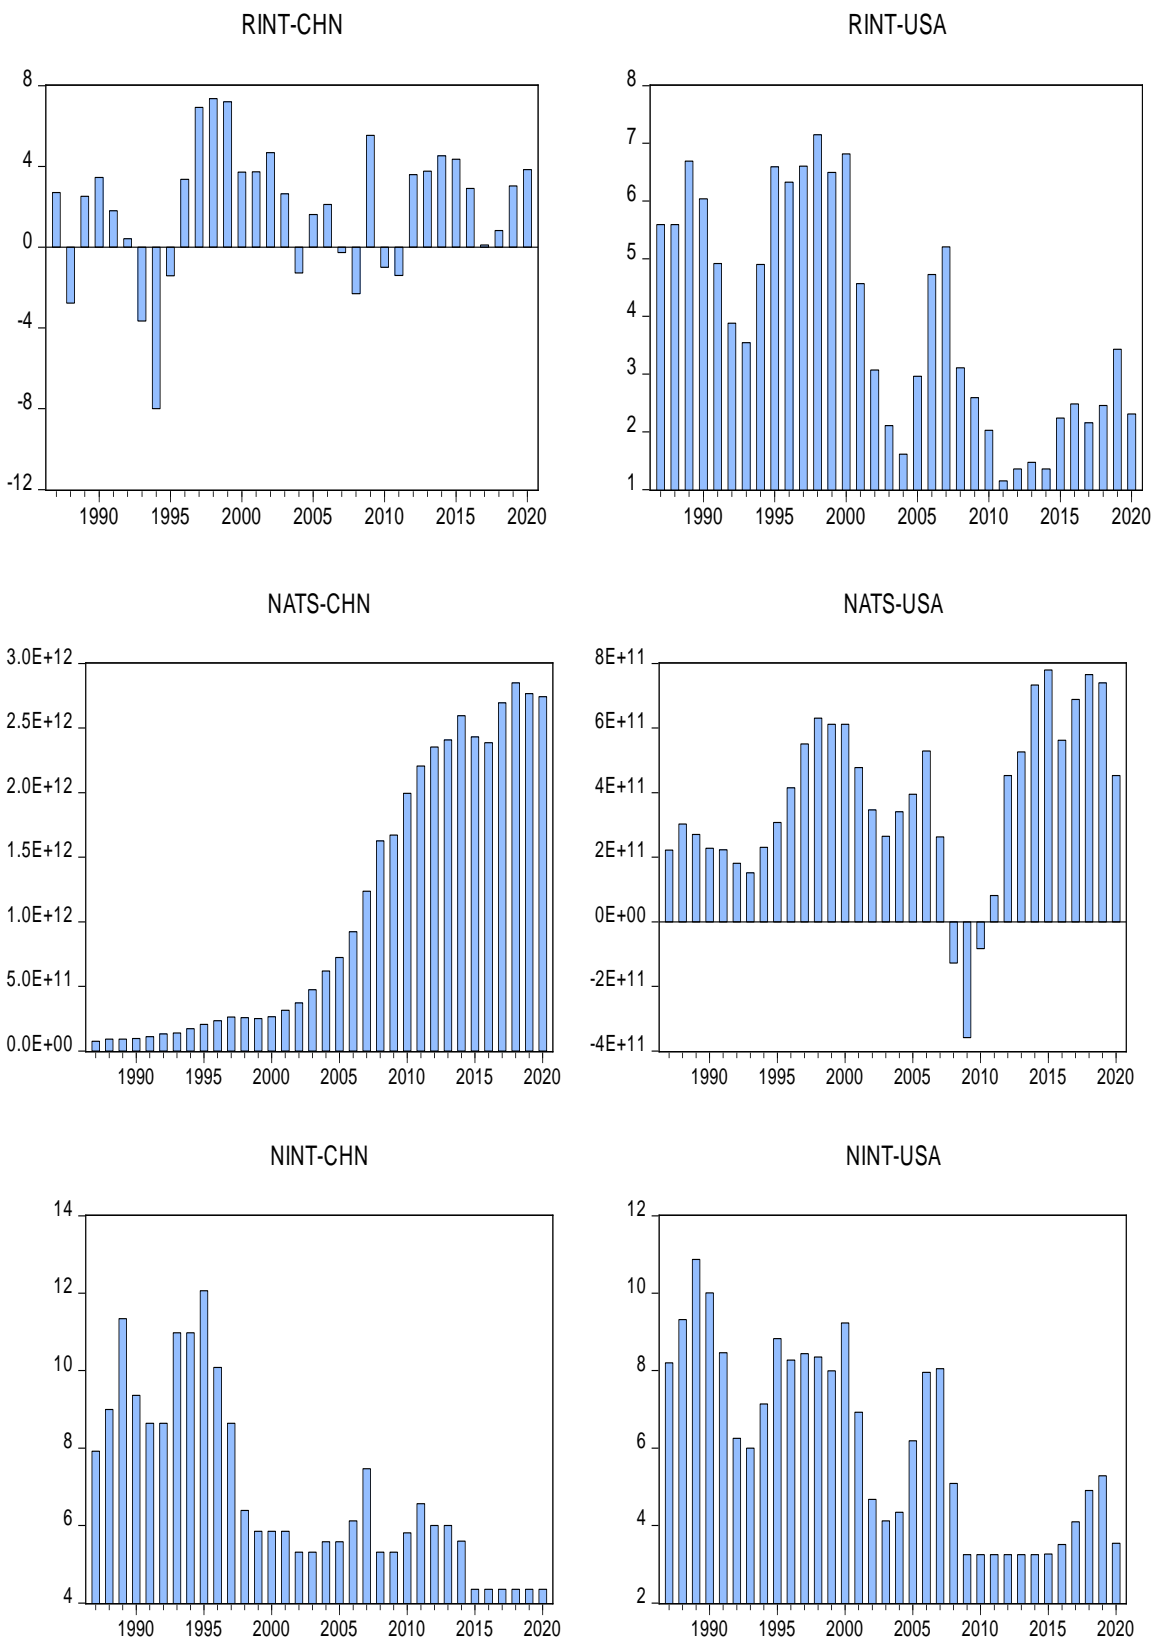 RINT-CHN
8
4
0
-4
-8
-12
1990 1995 2000 2005 2010 2015 2020
RINT-USA
8
7
6
5
4
3
2
1
1990 1995 2000 2005 2010 2015 2020
NATS-CHN
3.0E+12
2.5E+12
2.0E+12
1.5E+12
1.0E+12
5.0E+11
0.0E+00
1990 1995 2000 2005 2010 2015 2020
NATS-USA
8E+11
6E+11
4E+11
2E+11
0E+00
-2E+11
-4E+11
1990 1995 2000 2005 2010 2015 2020
NINT-CHN
14
12
10
8
6
4
1990 1995 2000 2005 2010 2015 2020
NINT-USA
12
10
8
6
4
2
1990 1995 2000 2005 2010 2015 2020